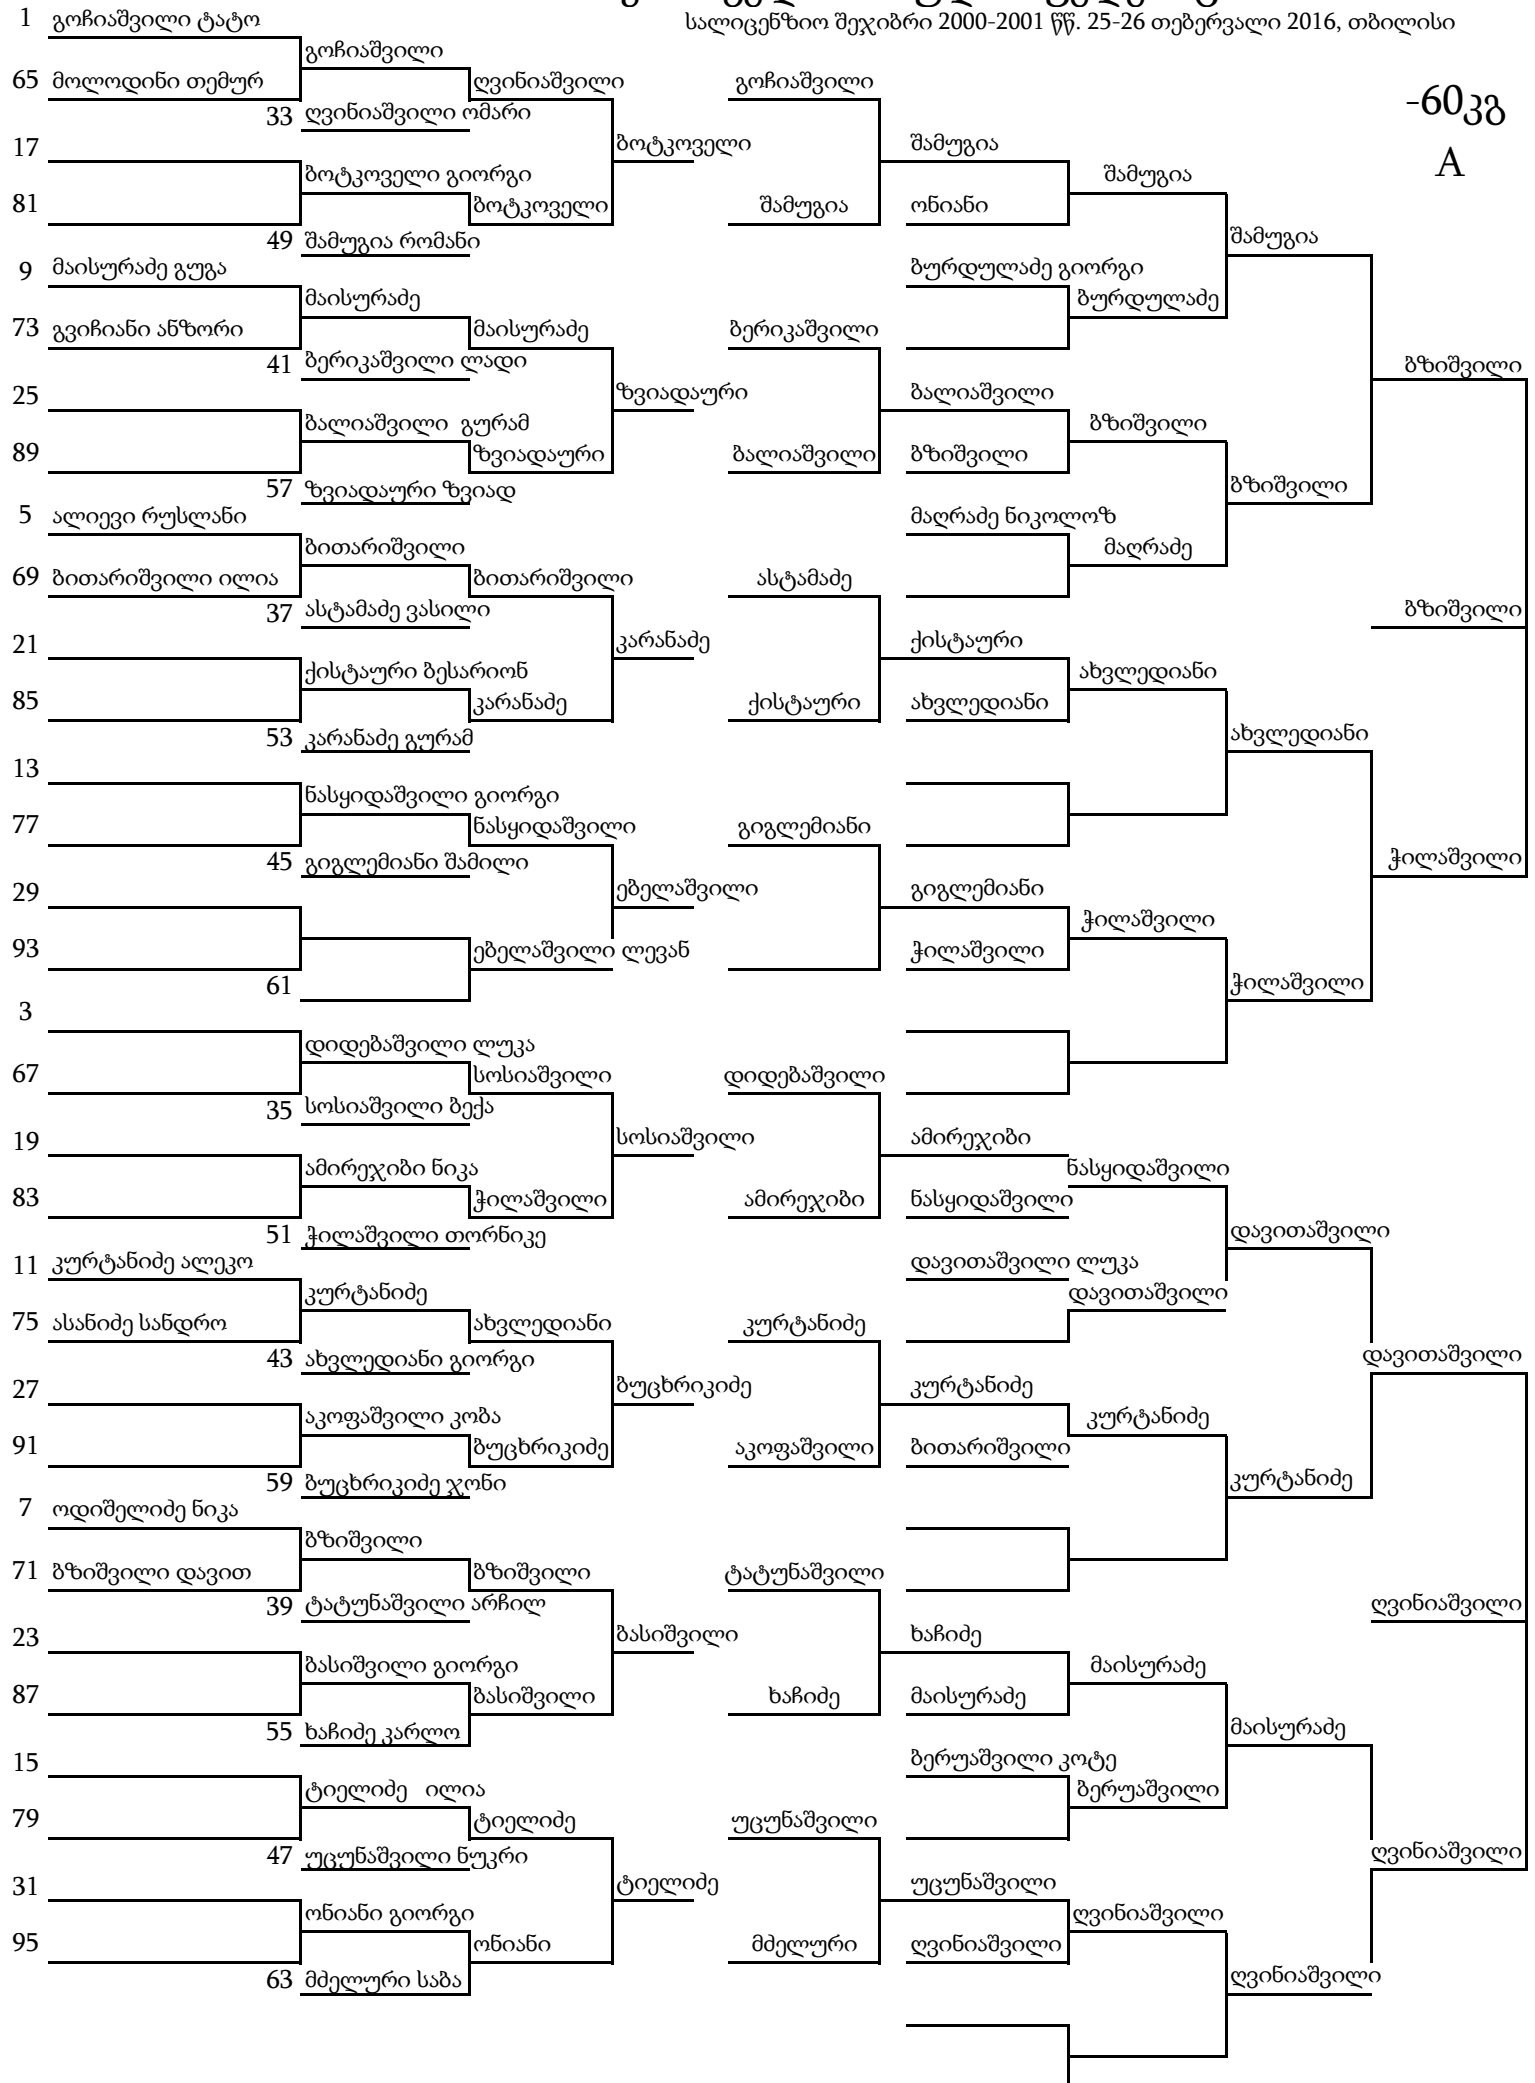 სალიცენზიო შეჯიბრი 2000-2001 წწ. 25-26 თებერვალი 2016, თბილისი
-60კგ
A
1 გოჩიაშვილი ტატო
გოჩიაშვილი
65 მოლოდინი თემურ
ღვინიაშვილი
გოჩიაშვილი
33 ღვინიაშვილი ომარი
17
ბოტკოველი
შამუგია
ბოტკოველი გიორგი
შამუგია
81
ბოტკოველი
შამუგია
ონიანი
49 შამუგია რომანი
შამუგია
9 მაისურაძე გუგა
ბურდულაძე გიორგი
მაისურაძე
ბურდულაძე
73 გვიჩიანი ანზორი
მაისურაძე
ბერიკაშვილი
41 ბერიკაშვილი ლადი
ბზიშვილი
25
ზვიადაური
ბალიაშვილი
ბალიაშვილი გურამ
ბზიშვილი
89
ზვიადაური
ბალიაშვილი
ბზიშვილი
57 ზვიადაური ზვიად
ბზიშვილი
5 ალიევი რუსლანი
მაღრაძე ნიკოლოზ
ბითარიშვილი
მაღრაძე
69 ბითარიშვილი ილია
ბითარიშვილი
ასტამაძე
37 ასტამაძე ვასილი
ბზიშვილი
21
კარანაძე
ქისტაური
ქისტაური ბესარიონ
ახვლედიანი
85
კარანაძე
ქისტაური
ახვლედიანი
53 კარანაძე გურამ
ახვლედიანი
13
ნასყიდაშვილი გიორგი
77
ნასყიდაშვილი
გიგლემიანი
45 გიგლემიანი შამილი
ჭილაშვილი
29
ებელაშვილი
გიგლემიანი
ჭილაშვილი
93
ებელაშვილი ლევან
ჭილაშვილი
61
ჭილაშვილი
3
დიდებაშვილი ლუკა
67
სოსიაშვილი
დიდებაშვილი
35 სოსიაშვილი ბექა
19
სოსიაშვილი
ამირეჯიბი
ამირეჯიბი ნიკა
ნასყიდაშვილი
83
ჭილაშვილი
ამირეჯიბი
ნასყიდაშვილი
51 ჭილაშვილი თორნიკე
დავითაშვილი
11 კურტანიძე ალეკო
დავითაშვილი ლუკა
კურტანიძე
დავითაშვილი
75 ასანიძე სანდრო
ახვლედიანი
კურტანიძე
43 ახვლედიანი გიორგი
დავითაშვილი
27
ბუცხრიკიძე
კურტანიძე
აკოფაშვილი კობა
კურტანიძე
91
ბუცხრიკიძე
აკოფაშვილი
ბითარიშვილი
59 ბუცხრიკიძე ჯონი
კურტანიძე
7 ოდიშელიძე ნიკა
ბზიშვილი
71 ბზიშვილი დავით
ბზიშვილი
ტატუნაშვილი
39 ტატუნაშვილი არჩილ
ღვინიაშვილი
23
ბასიშვილი
ხაჩიძე
ბასიშვილი გიორგი
მაისურაძე
87
ბასიშვილი
ხაჩიძე
მაისურაძე
55 ხაჩიძე კარლო
მაისურაძე
15
ბერუაშვილი კოტე
ტიელიძე ილია
ბერუაშვილი
79
ტიელიძე
უცუნაშვილი
47 უცუნაშვილი ნუკრი
ღვინიაშვილი
31
ტიელიძე
უცუნაშვილი
ონიანი გიორგი
ღვინიაშვილი
95
ონიანი
მძელური
ღვინიაშვილი
63 მძელური საბა
ღვინიაშვილი